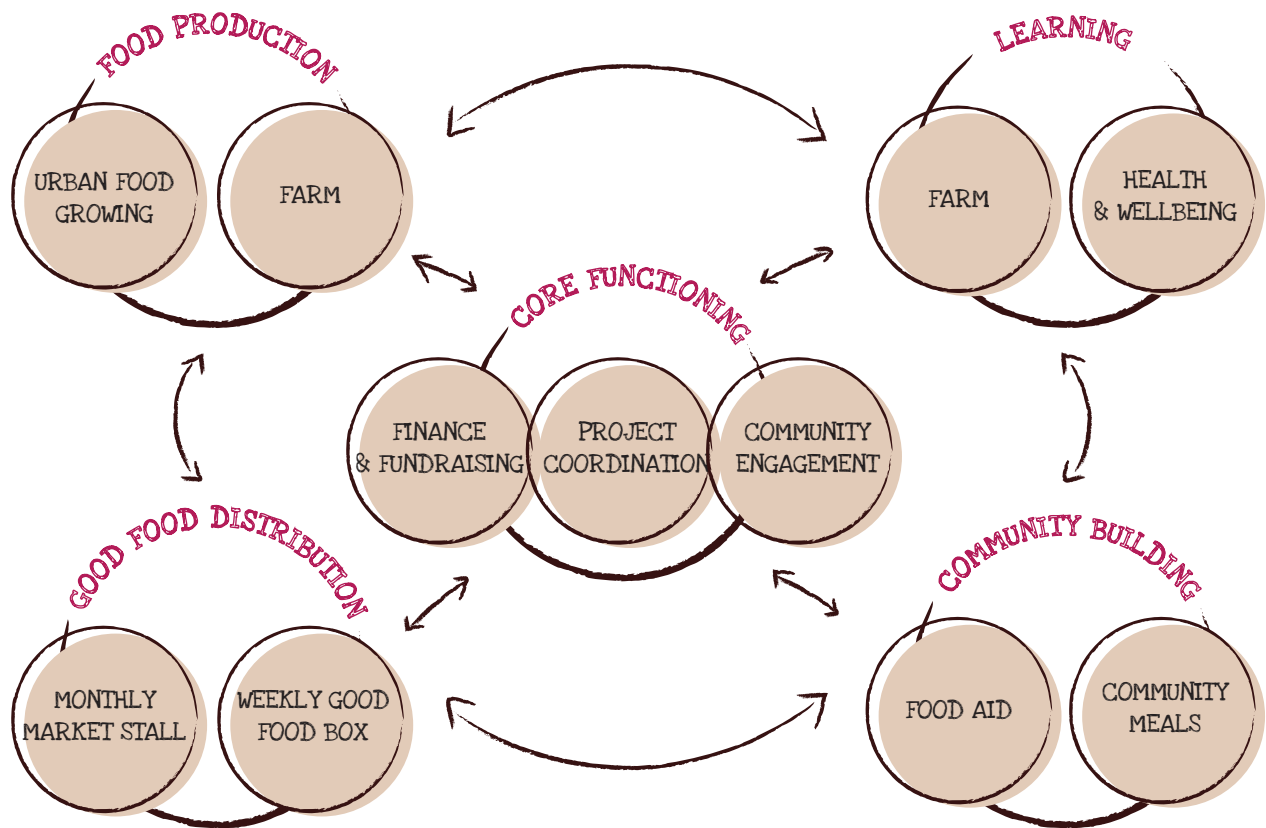 FOOD PRODUCTION
URBAN FOOD
GROWING
FARM
LEARNING
FARM
HEALTH
& WELLBEING
CORE FUNCTIONING
FINANCE
& FUNDRAISING
PROJECT
COORDINATION
COMMUNITY
ENGAGEMENT
GOOD FOOD DISTRIBUTION
MONTHLY
MARKET STALL
WEEKLY GOOD
FOOD BOX
COMMUNITY BUILDING
FOOD AID
COMMUNITY
MEALS